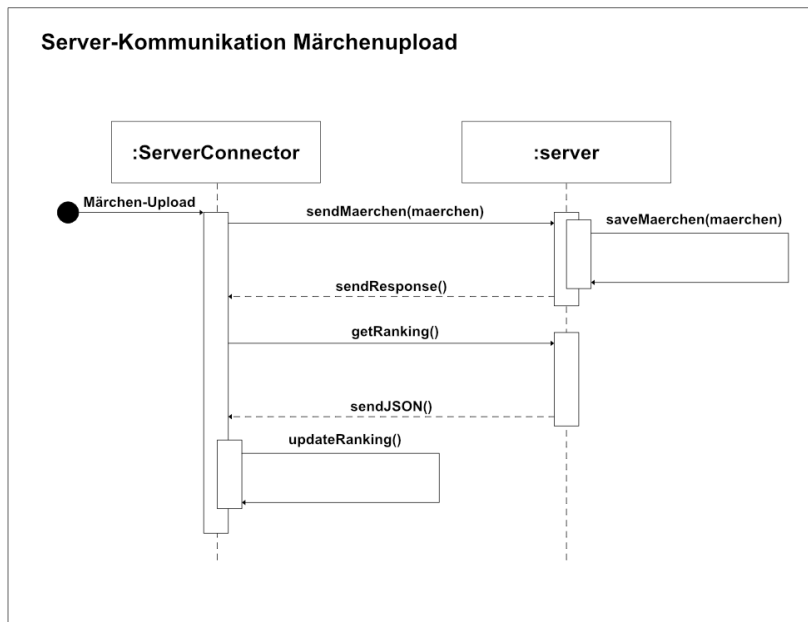 Server-Kommunikation Märchenupload
:ServerConnector
:server
Märchen-Upload
sendMaerchen(maerchen)
saveMaerchen(maerchen)
sendResponse()
getRanking()
sendJSON()
updateRanking()